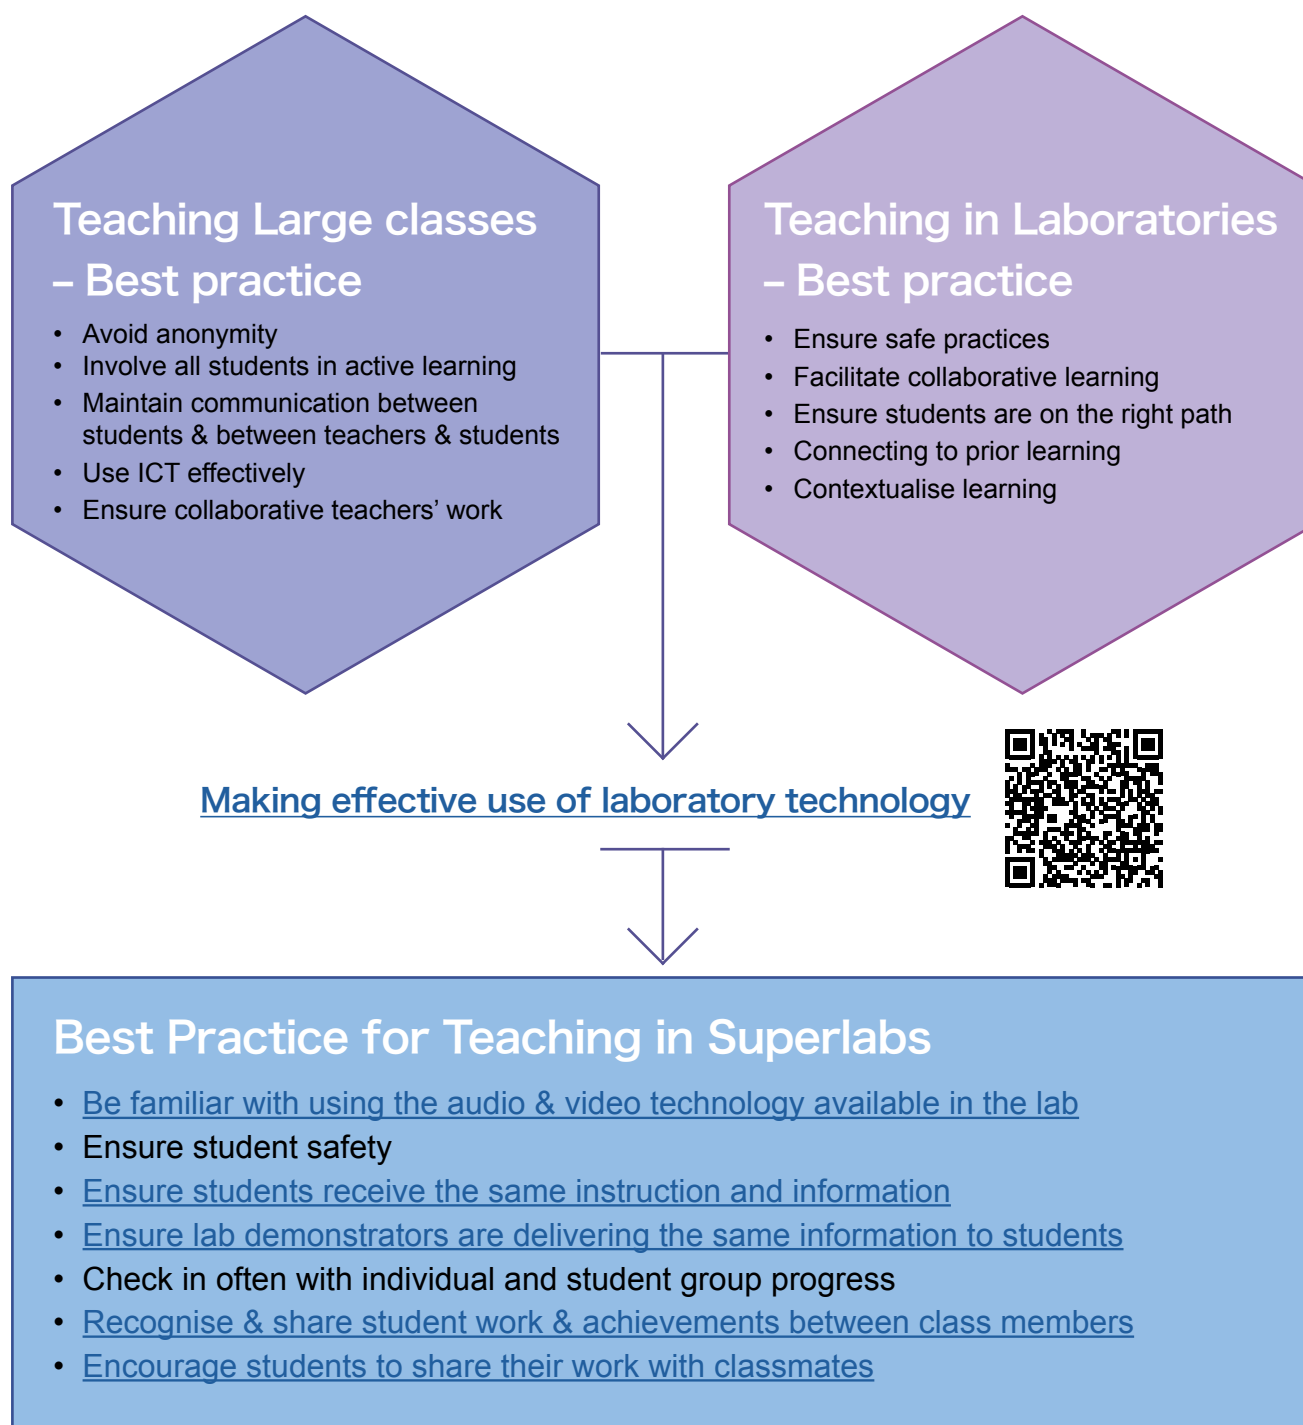 Teaching Large classes
– Best practice
• Avoid anonymity
• Involve all students in active learning
• Maintain communication between
students & between teachers & students
• Use ICT effectively
• Ensure collaborative teachers’ work
Teaching in Laboratories
– Best practice
• Ensure safe practices
• Facilitate collaborative learning
• Ensure students are on the right path
• Connecting to prior learning
• Contextualise learning
Making effective use of laboratory technology
Best Practice for Teaching in Superlabs
• Be familiar with using the audio & video technology available in the lab
• Ensure student safety
• Ensure students receive the same instruction and information
• Ensure lab demonstrators are delivering the same information to students
• Check in often with individual and student group progress
• Recognise & share student work & achievements between class members
• Encourage students to share their work with classmates